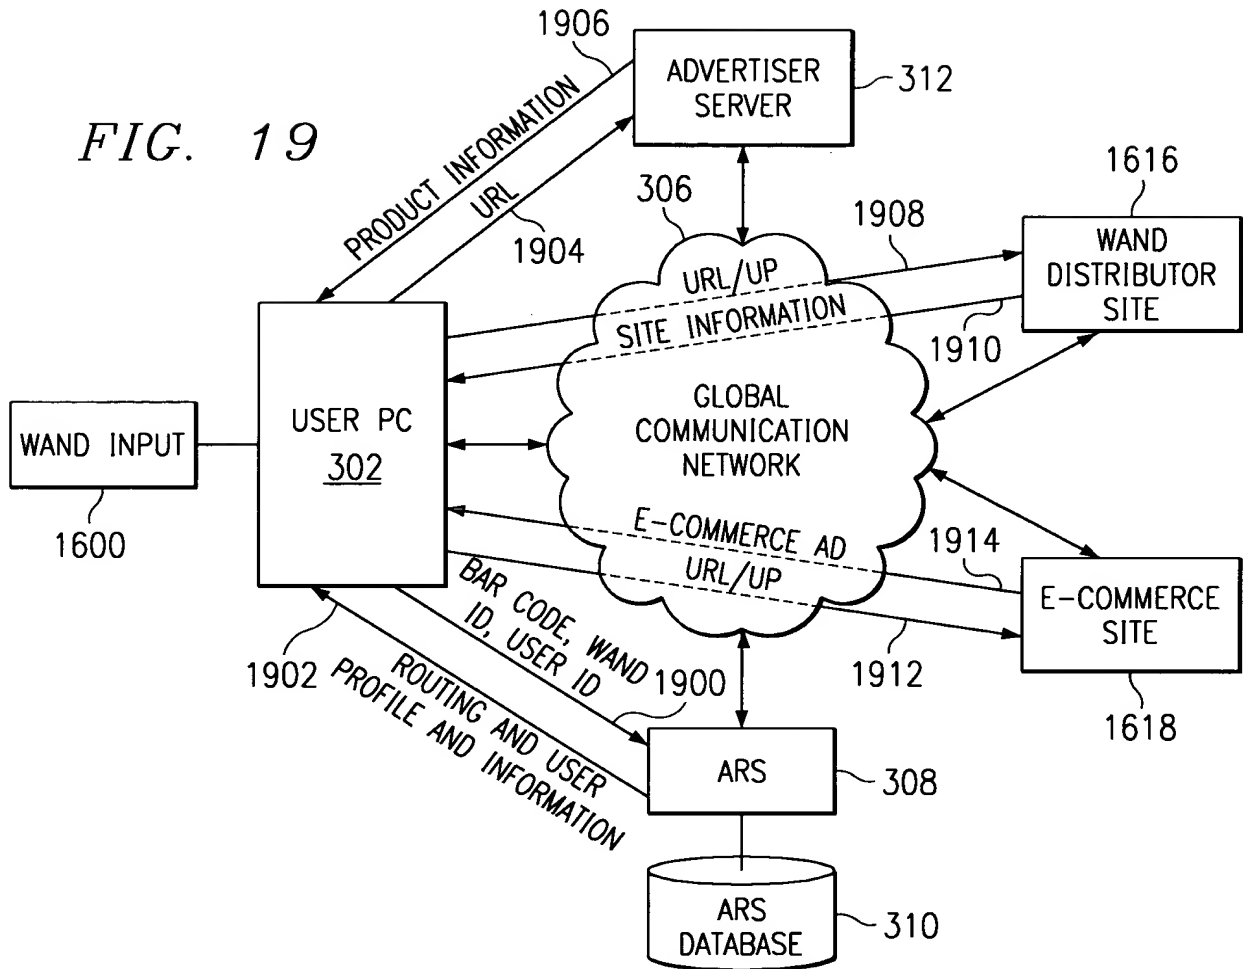 FIG. 19
1906
ADVERTISER
SERVER
312
PRODUCT INFORMATION
URL
1904
306
1908
1616
WAND
DISTRIBUTOR
SITE
URL/UP
SITE INFORMATION
1910
USER PC
302
WAND INPUT
1600
GLOBAL
COMMUNICATION
NETWORK
E-COMMERCE AD
URL/UP
1914
1912
E-COMMERCE
SITE
1618
BAR CODE, WAND
ID, USER ID
1900
1902
ROUTING AND USER
PROFILE AND INFORMATION
ARS
308
ARS
DATABASE
310